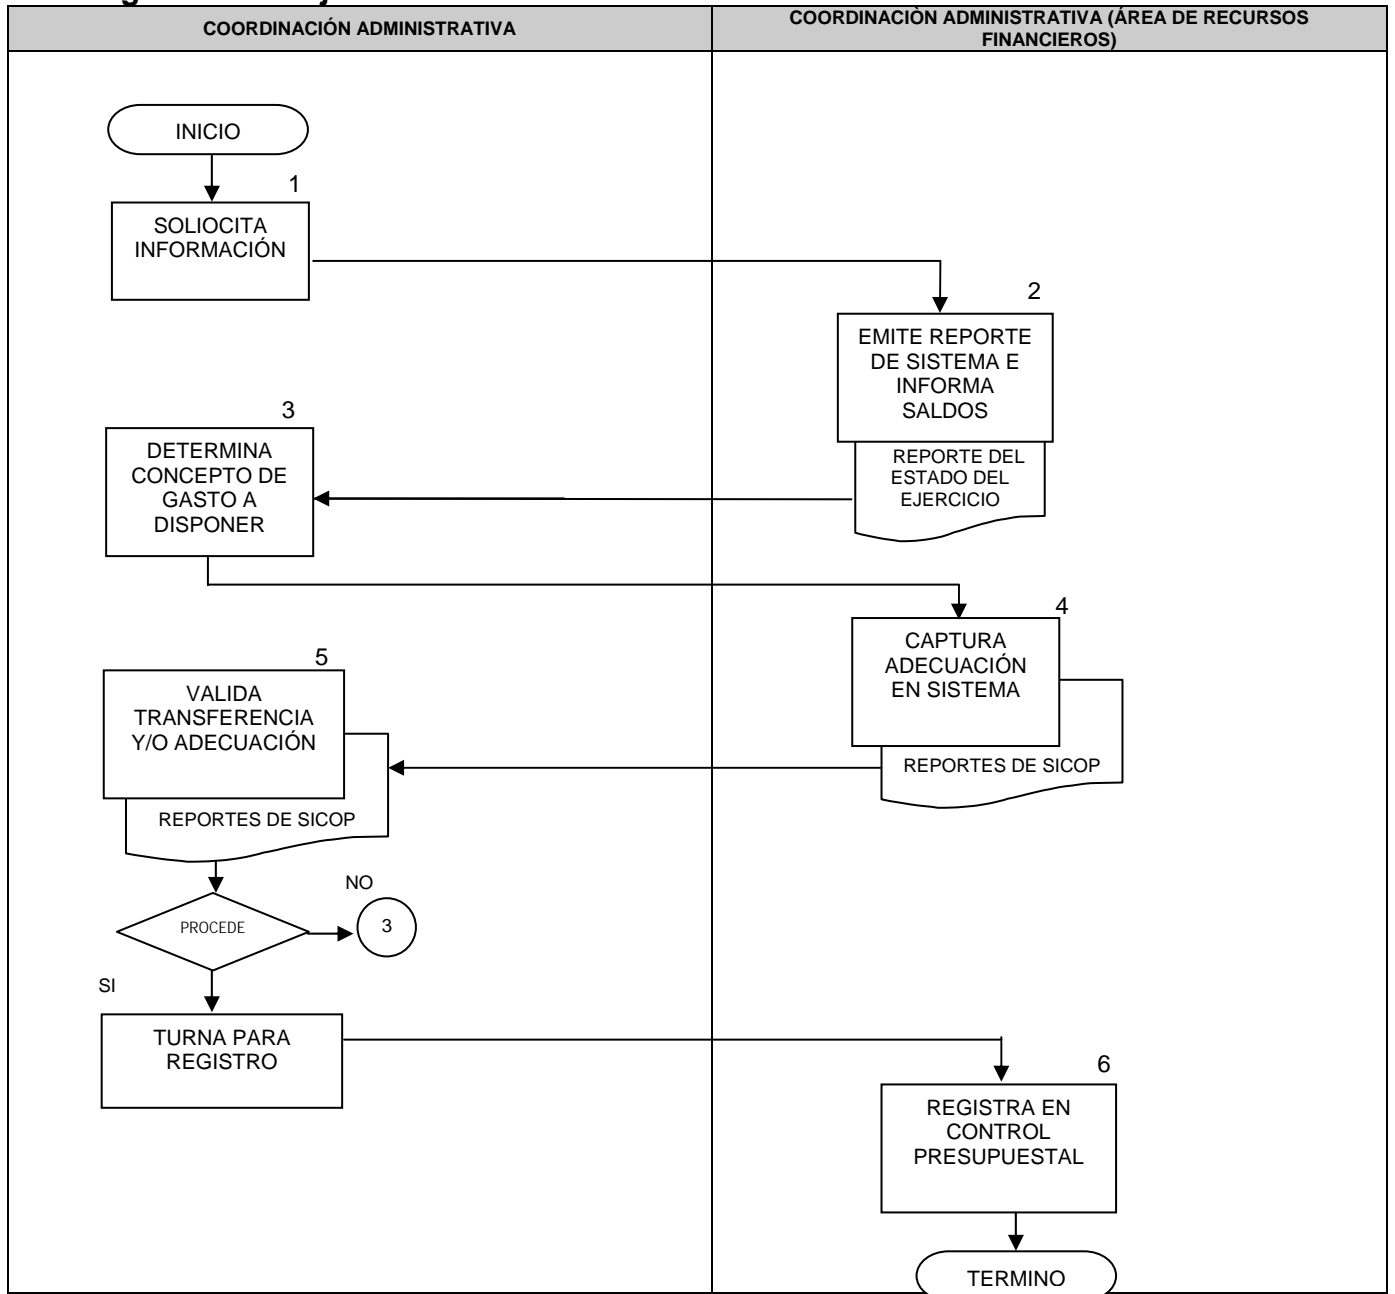 COORDINACIÓN ADMINISTRATIVA
COORDINACIÒN ADMINISTRATIVA (ÁREA DE RECURSOS
FINANCIEROS)
INICIO
1
SOLIOCITA
INFORMACIÓN
2
EMITE REPORTE
DE SISTEMA E
INFORMA
SALDOS
REPORTE DEL
ESTADO DEL
EJERCICIO
3
DETERMINA
CONCEPTO DE
GASTO A
DISPONER
4
CAPTURA
ADECUACIÓN
EN SISTEMA
REPORTES DE SICOP
5
VALIDA
TRANSFERENCIA
Y/O ADECUACIÓN
REPORTES DE SICOP
PROCEDE
NO
3
SI
TURNA PARA
REGISTRO
6
REGISTRA EN
CONTROL
PRESUPUESTAL
TERMINO